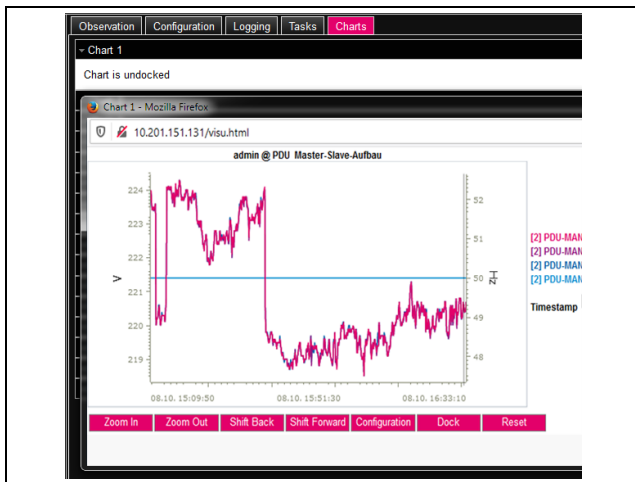 Observation Configuration Logging Tasks Charts
Chart 1
Chart is undocked
Chart 1 - Mozilla Firefox
10.201.151.131/visu.html
admin @ PDU Master-Slave-Aufbau
224
223
222
221
220
219
V
52
51
50
49
48
Hz
[2] PDU-MAN
[2] PDU-MAN
[2] PDU-MAN
[2] PDU-MAN
Timestamp
08.10. 15:09:50 08.10. 15:51:30 08.10. 16:33:10
Zoom In Zoom Out Shift Back Shift Forward Configuration Dock Reset